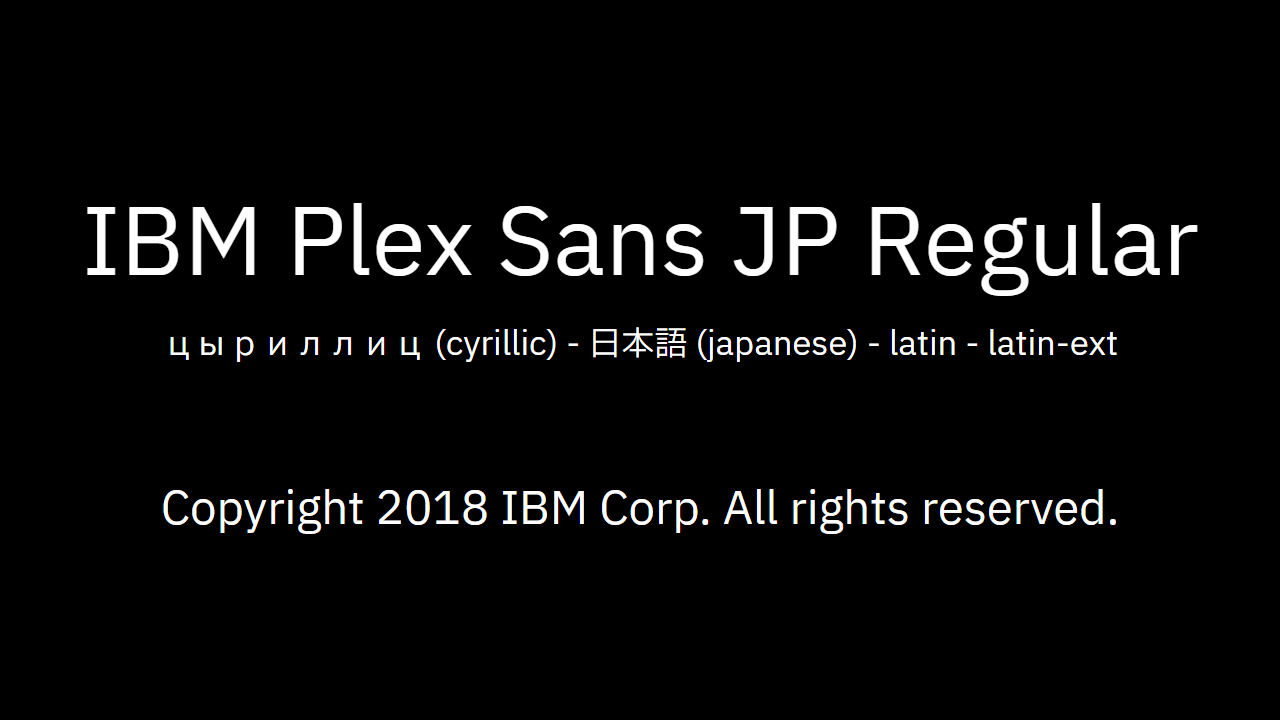 IBM Plex Sans JP Regular
цыриллиц (cyrillic) - 日本語 (japanese) - latin - latin-ext
Copyright 2018 IBM Corp. All rights reserved.